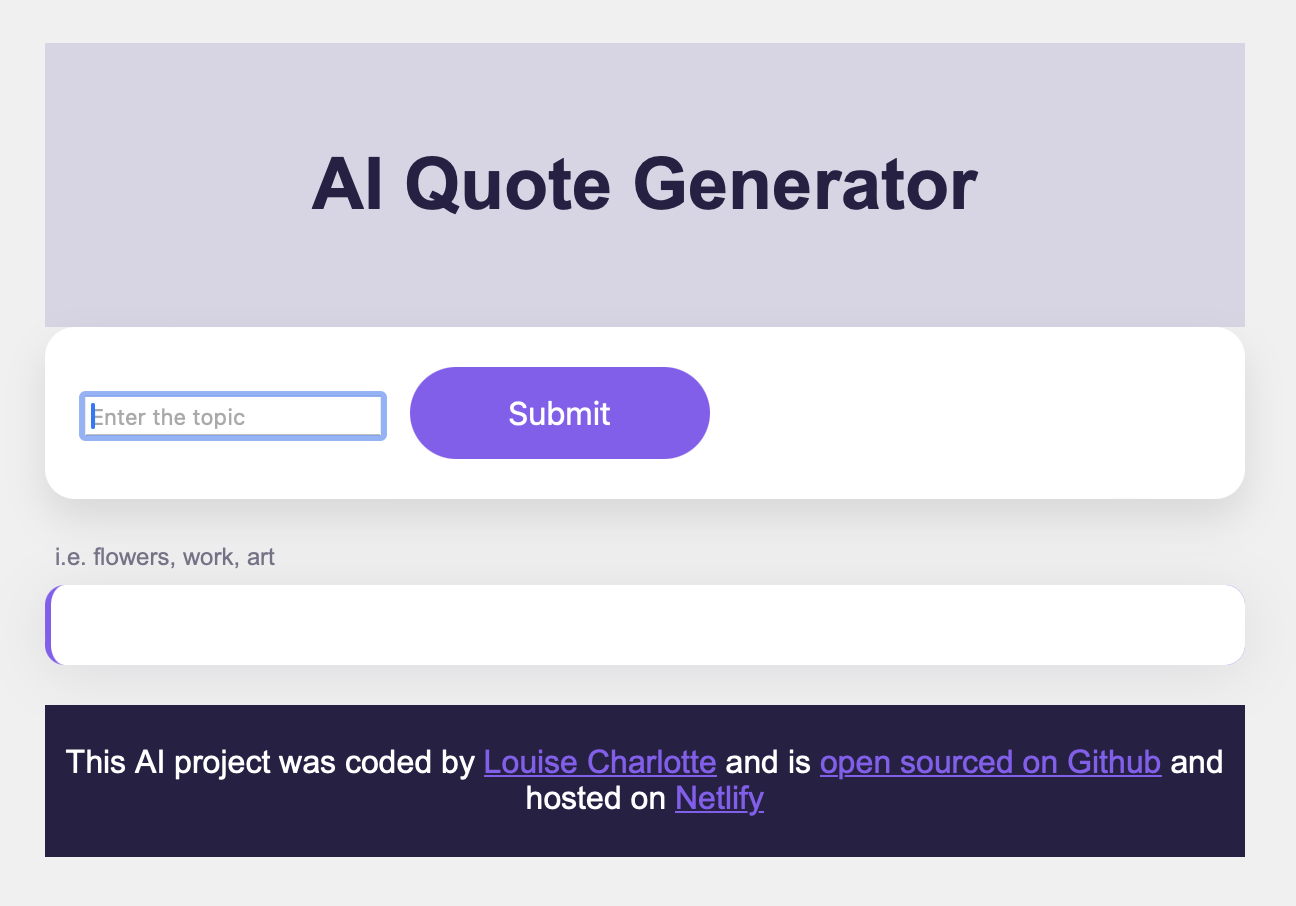 AI Quote Generator
Enter the topic
Submit
i.e. flowers, work, art
This AI project was coded by Louise Charlotte and is open sourced on Github and
hosted on Netlify